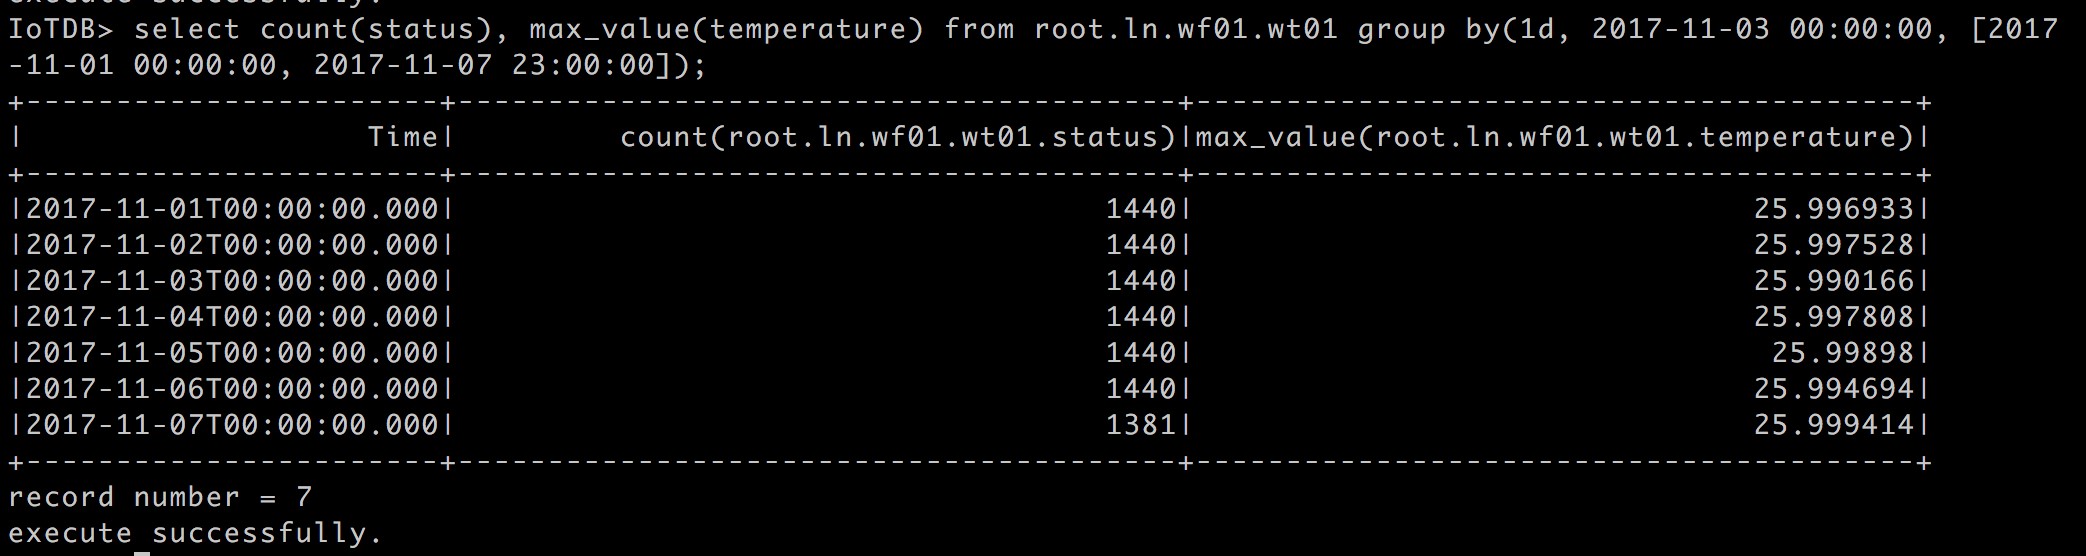 execute successfully.
IoTDB> select count(status), max_value(temperature) from root.ln.wf01.wt01 group by(1d, 2017-11-03 00:00:00, [2017
-11-01 00:00:00, 2017-11-07 23:00:00]);
+-----------------------+---------------------------------------+---------------------------------------+
|                   Time|         count(root.ln.wf01.wt01.status)|max_value(root.ln.wf01.wt01.temperature)|
+-----------------------+---------------------------------------+---------------------------------------+
|2017-11-01T00:00:00.000|                                    1440|                               25.996933|
|2017-11-02T00:00:00.000|                                    1440|                               25.997528|
|2017-11-03T00:00:00.000|                                    1440|                               25.990166|
|2017-11-04T00:00:00.000|                                    1440|                               25.997808|
|2017-11-05T00:00:00.000|                                    1440|                                25.99898|
|2017-11-06T00:00:00.000|                                    1440|                               25.994694|
|2017-11-07T00:00:00.000|                                    1381|                               25.999414|
+-----------------------+---------------------------------------+---------------------------------------+
record number = 7
execute successfully.